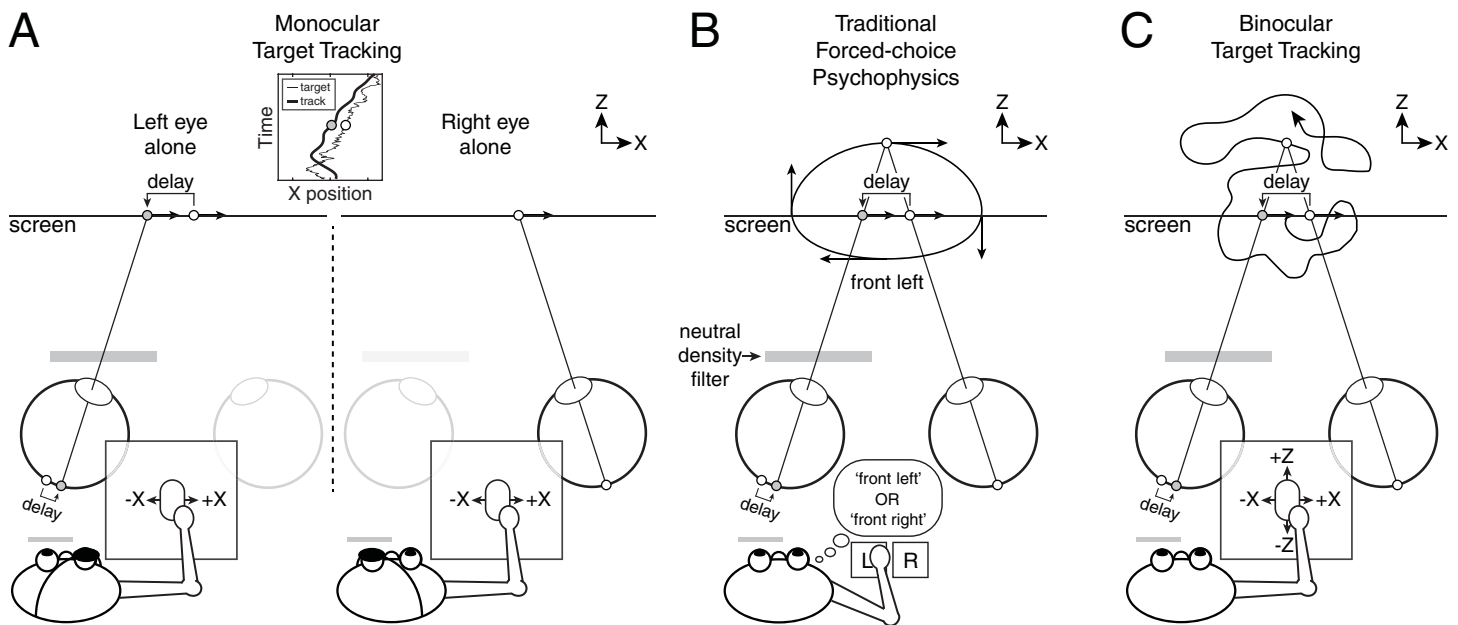 A
Monocular
Target Tracking
target
track
Time
X position
Left eye
alone
Right eye
alone
Z
X
delay
screen
-X
+X
delay
-X
+X
B
Traditional
Forced-choice
Psychophysics
Z
X
delay
screen
front left
neutral
density
filter
delay
'front left'
OR
'front right'
L
R
C
Binocular
Target Tracking
Z
X
delay
screen
delay
+Z
-X
+X
-Z